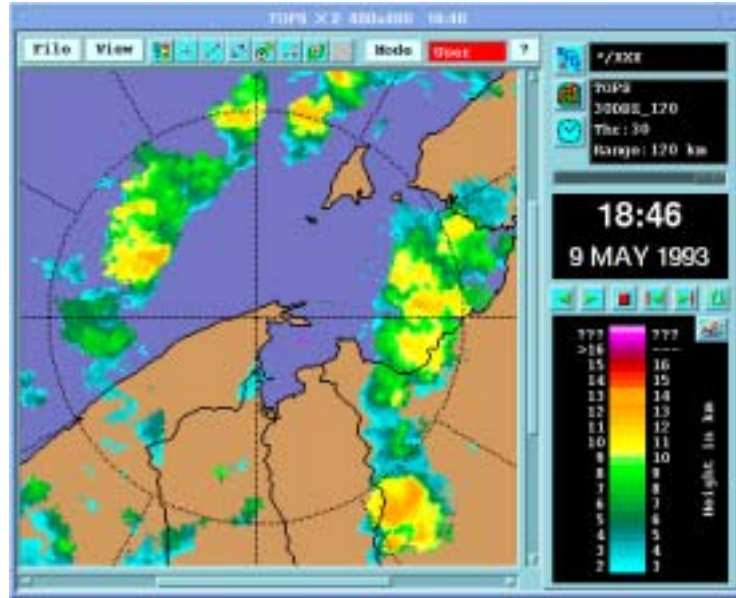 TOPS X2 480x480 18:46
File View Mode User ?
*/XXX
TOPS
30DBZ_120
Thr:30
Range:120 km
18:46
9 MAY 1993
??? ???
>16 ---
15 16
14 15
13 14
12 13
11 12
10 11
9 10
8 9
7 8
6 7
5 6
4 5
3 4
2 3
Height in km